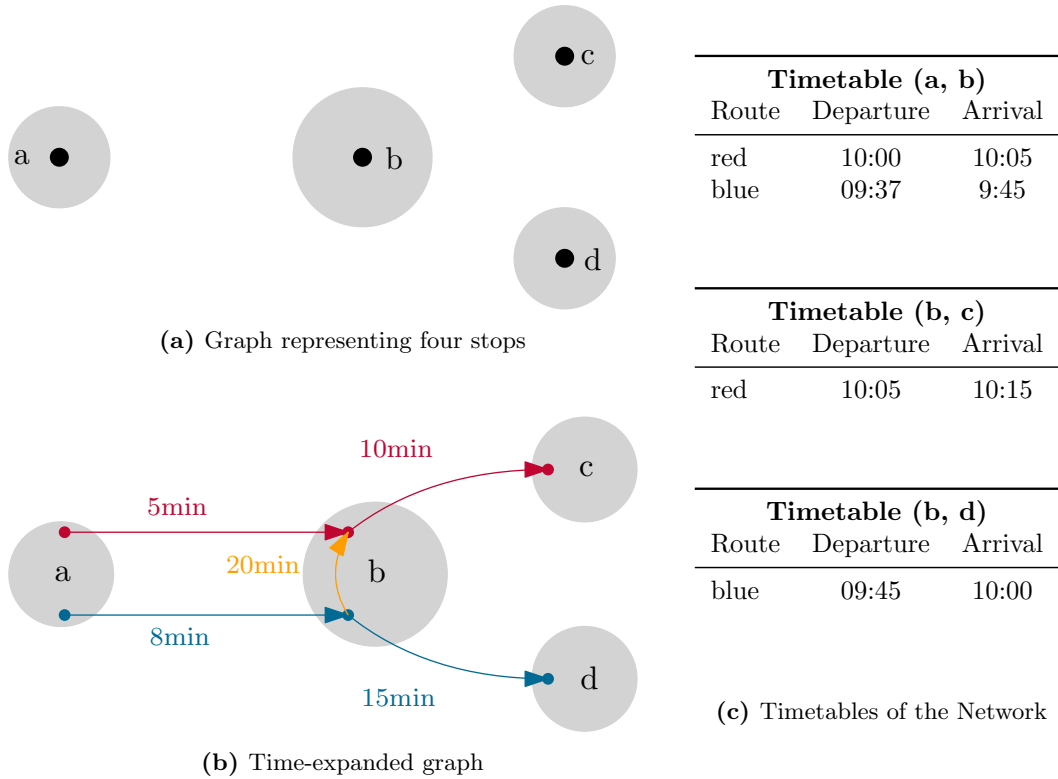 a
b
c
d
(a) Graph representing four stops
a
b
c
d
5min
8min
20min
10min
15min
(b) Time-expanded graph
Timetable (a, b)
Route Departure Arrival
red 10:00 10:05
blue 09:37 9:45
Timetable (b, c)
Route Departure Arrival
red 10:05 10:15
Timetable (b, d)
Route Departure Arrival
blue 09:45 10:00
(c) Timetables of the Network